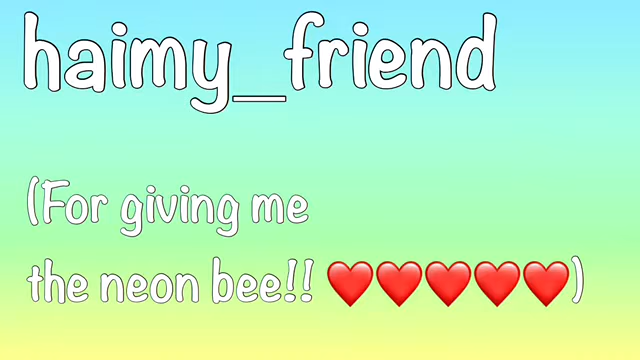 haimy_friend
(For giving me
the neon bee!! ❤️❤️❤️❤️❤️)